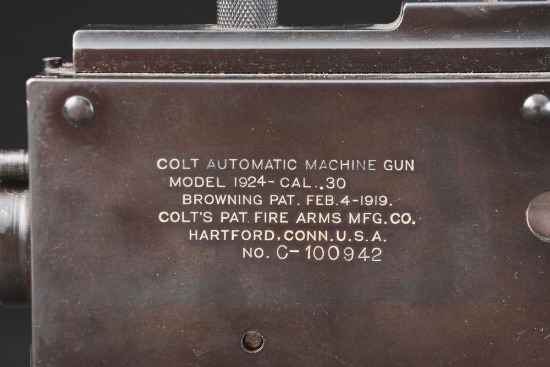 COLT AUTOMATIC MACHINE GUN
MODEL 1924-CAL..30
BROWNING PAT. FEB.4-1919.
COLT'S PAT. FIRE ARMS MFG.CO.
HARTFORD.CONN.U.S.A.
NO. C-100942